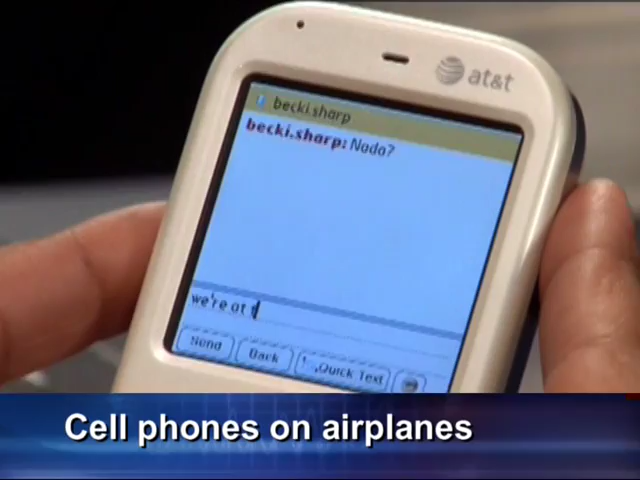 at&t
becki.sharp
becki.sharp: Nada?
we're at t
Send Back Quick Text
Cell phones on airplanes